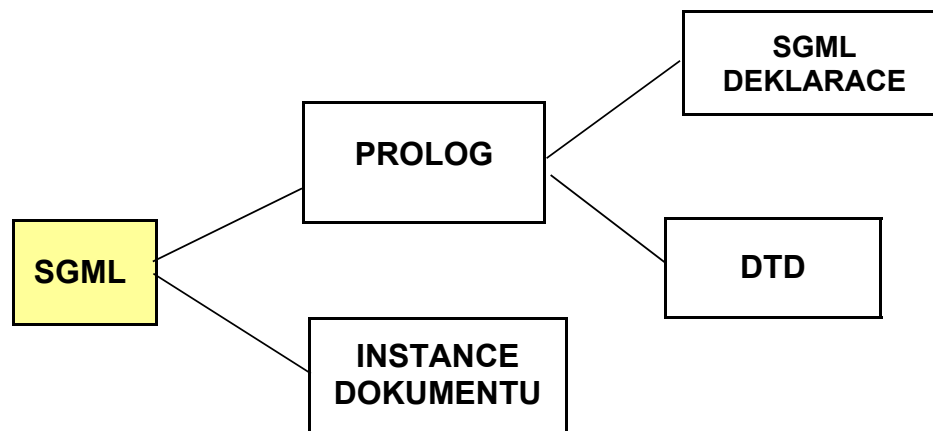 SGML
DEKLARACE
PROLOG
SGML
DTD
INSTANCE
DOKUMENTU